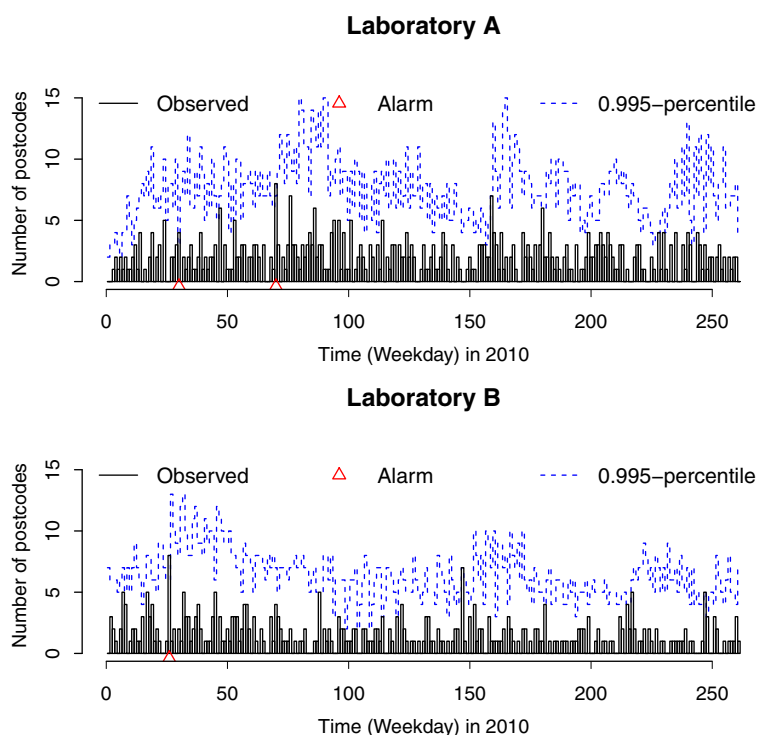 Laboratory A
Number of postcodes
15
10
5
0
Observed
Alarm
0.995−percentile
0 50 100 150 200 250
Time (Weekday) in 2010
Laboratory B
Number of postcodes
15
10
5
0
Observed
Alarm
0.995−percentile
0 50 100 150 200 250
Time (Weekday) in 2010